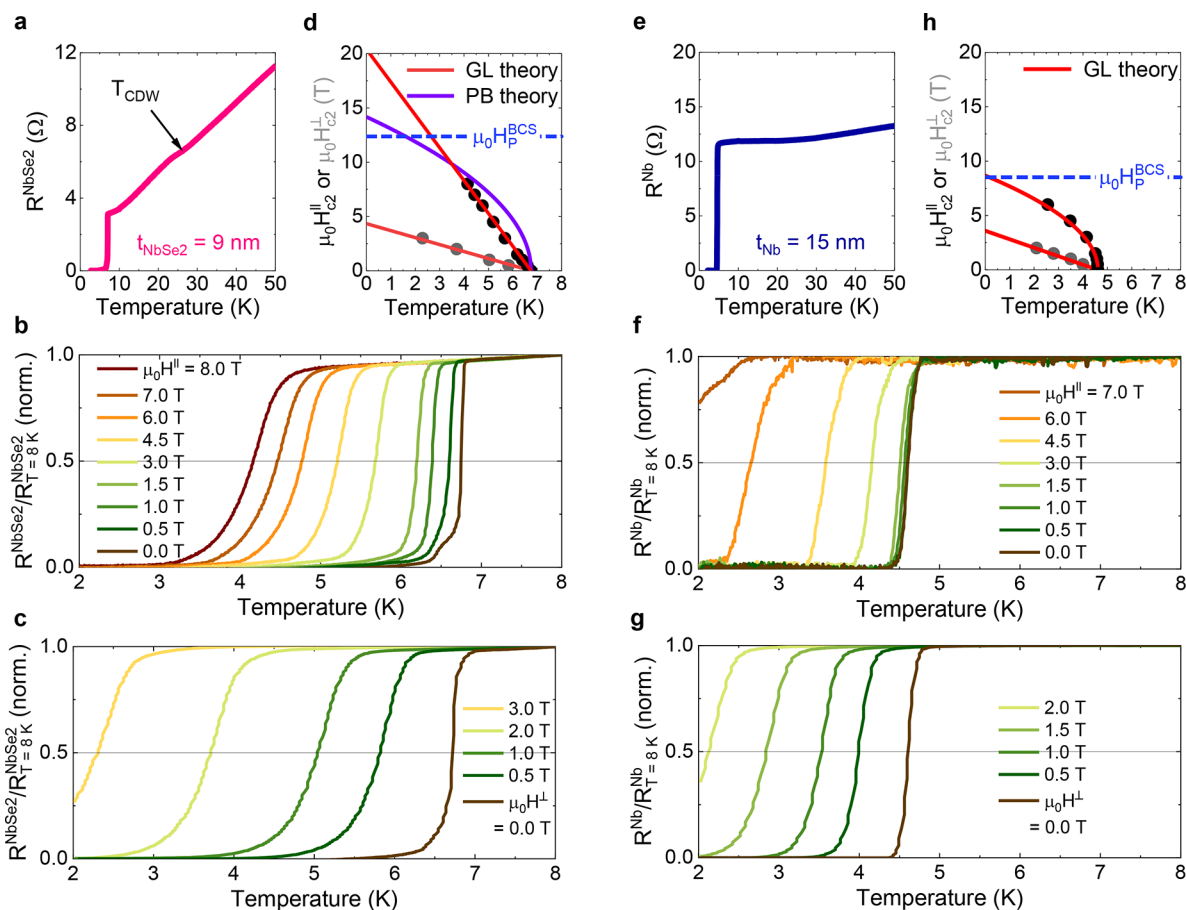 a
12
8
4
0
R^NbSe2 (Ω)
T_CDW
t_NbSe2 = 9 nm
0 10 20 30 40 50
Temperature (K)
d
20
15
10
5
0
μ₀H_c2^∥ or μ₀H_c2^⊥ (T)
GL theory
PB theory
μ₀H_P^BCS
0 1 2 3 4 5 6 7 8
Temperature (K)
e
20
15
10
5
0
R^Nb (Ω)
t_Nb = 15 nm
0 10 20 30 40 50
Temperature (K)
h
20
15
10
5
0
μ₀H_c2^∥ or μ₀H_c2^⊥ (T)
GL theory
μ₀H_P^BCS
0 1 2 3 4 5 6 7 8
Temperature (K)
b
1.0
0.5
0.0
R^NbSe2/R^NbSe2_T = 8 K (norm.)
μ₀H^∥ = 8.0 T
7.0 T
6.0 T
4.5 T
3.0 T
1.5 T
1.0 T
0.5 T
0.0 T
2 3 4 5 6 7 8
Temperature (K)
f
1.0
0.5
0.0
R^Nb/R^Nb_T = 8 K (norm.)
μ₀H^∥ = 7.0 T
6.0 T
4.5 T
3.0 T
1.5 T
1.0 T
0.5 T
0.0 T
2 3 4 5 6 7 8
Temperature (K)
c
1.0
0.5
0.0
R^NbSe2/R^NbSe2_T = 8 K (norm.)
3.0 T
2.0 T
1.0 T
0.5 T
μ₀H^⊥
= 0.0 T
2 3 4 5 6 7 8
Temperature (K)
g
1.0
0.5
0.0
R^Nb/R^Nb_T = 8 K (norm.)
2.0 T
1.5 T
1.0 T
0.5 T
μ₀H^⊥
= 0.0 T
2 3 4 5 6 7 8
Temperature (K)